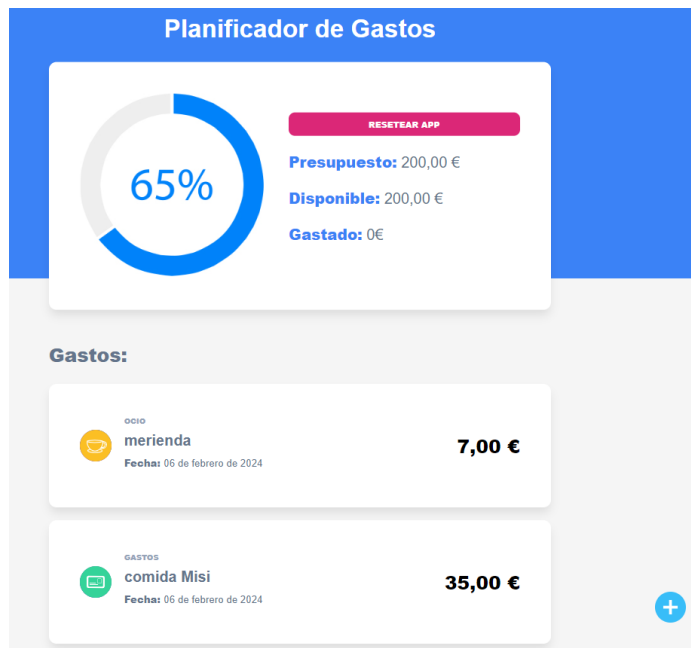 Planificador de Gastos
65%
RESETEAR APP
Presupuesto: 200,00 €
Disponible: 200,00 €
Gastado: 0€
Gastos:
OCIO
merienda
7,00 €
Fecha: 06 de febrero de 2024
GASTOS
comida Misi
35,00 €
Fecha: 06 de febrero de 2024
+